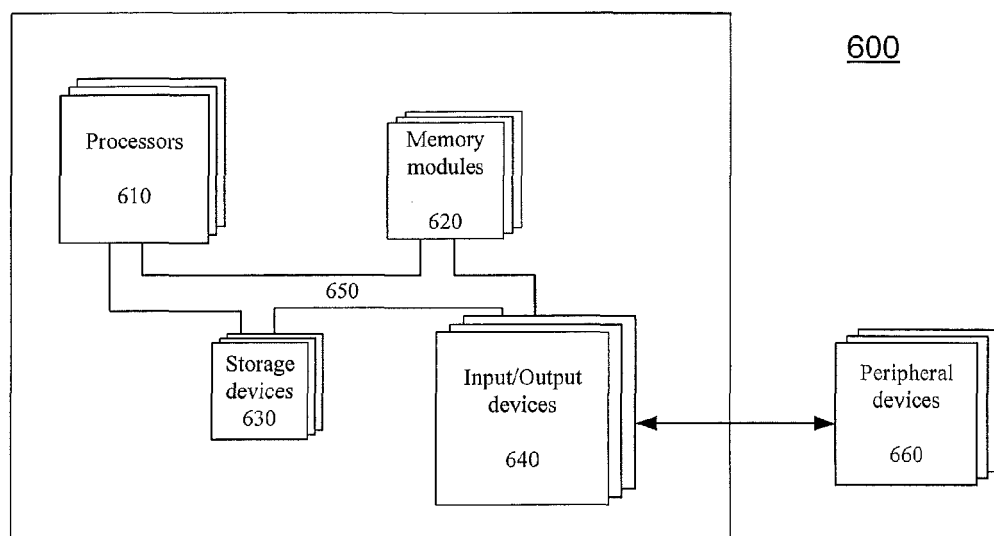 600
Processors
610
Memory
modules
620
650
Storage
devices
630
Input/Output
devices
640
Peripheral
devices
660